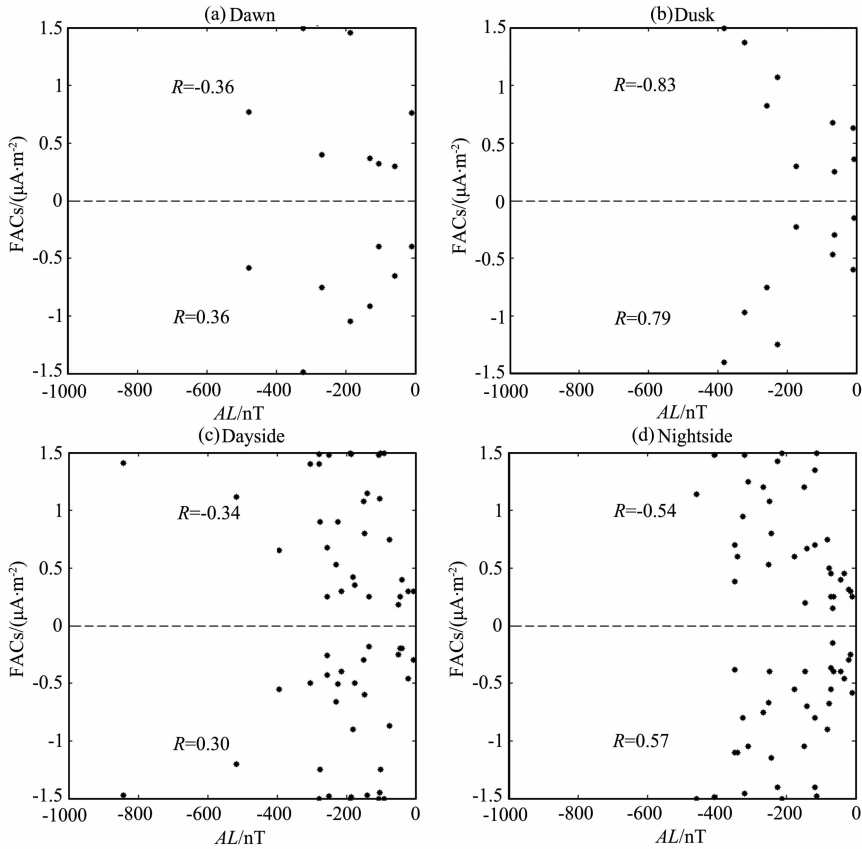 (a) Dawn
1.5
1
0.5
0
-0.5
-1
-1.5
FACs/(μA·m⁻²)
R=-0.36
R=0.36
-1000 -800 -600 -400 -200 0
AL/nT
(b) Dusk
1.5
1
0.5
0
-0.5
-1
-1.5
FACs/(μA·m⁻²)
R=-0.83
R=0.79
-1000 -800 -600 -400 -200 0
AL/nT
(c) Dayside
1.5
1
0.5
0
-0.5
-1
-1.5
FACs/(μA·m⁻²)
R=-0.34
R=0.30
-1000 -800 -600 -400 -200 0
AL/nT
(d) Nightside
1.5
1
0.5
0
-0.5
-1
-1.5
FACs/(μA·m⁻²)
R=-0.54
R=0.57
-1000 -800 -600 -400 -200 0
AL/nT